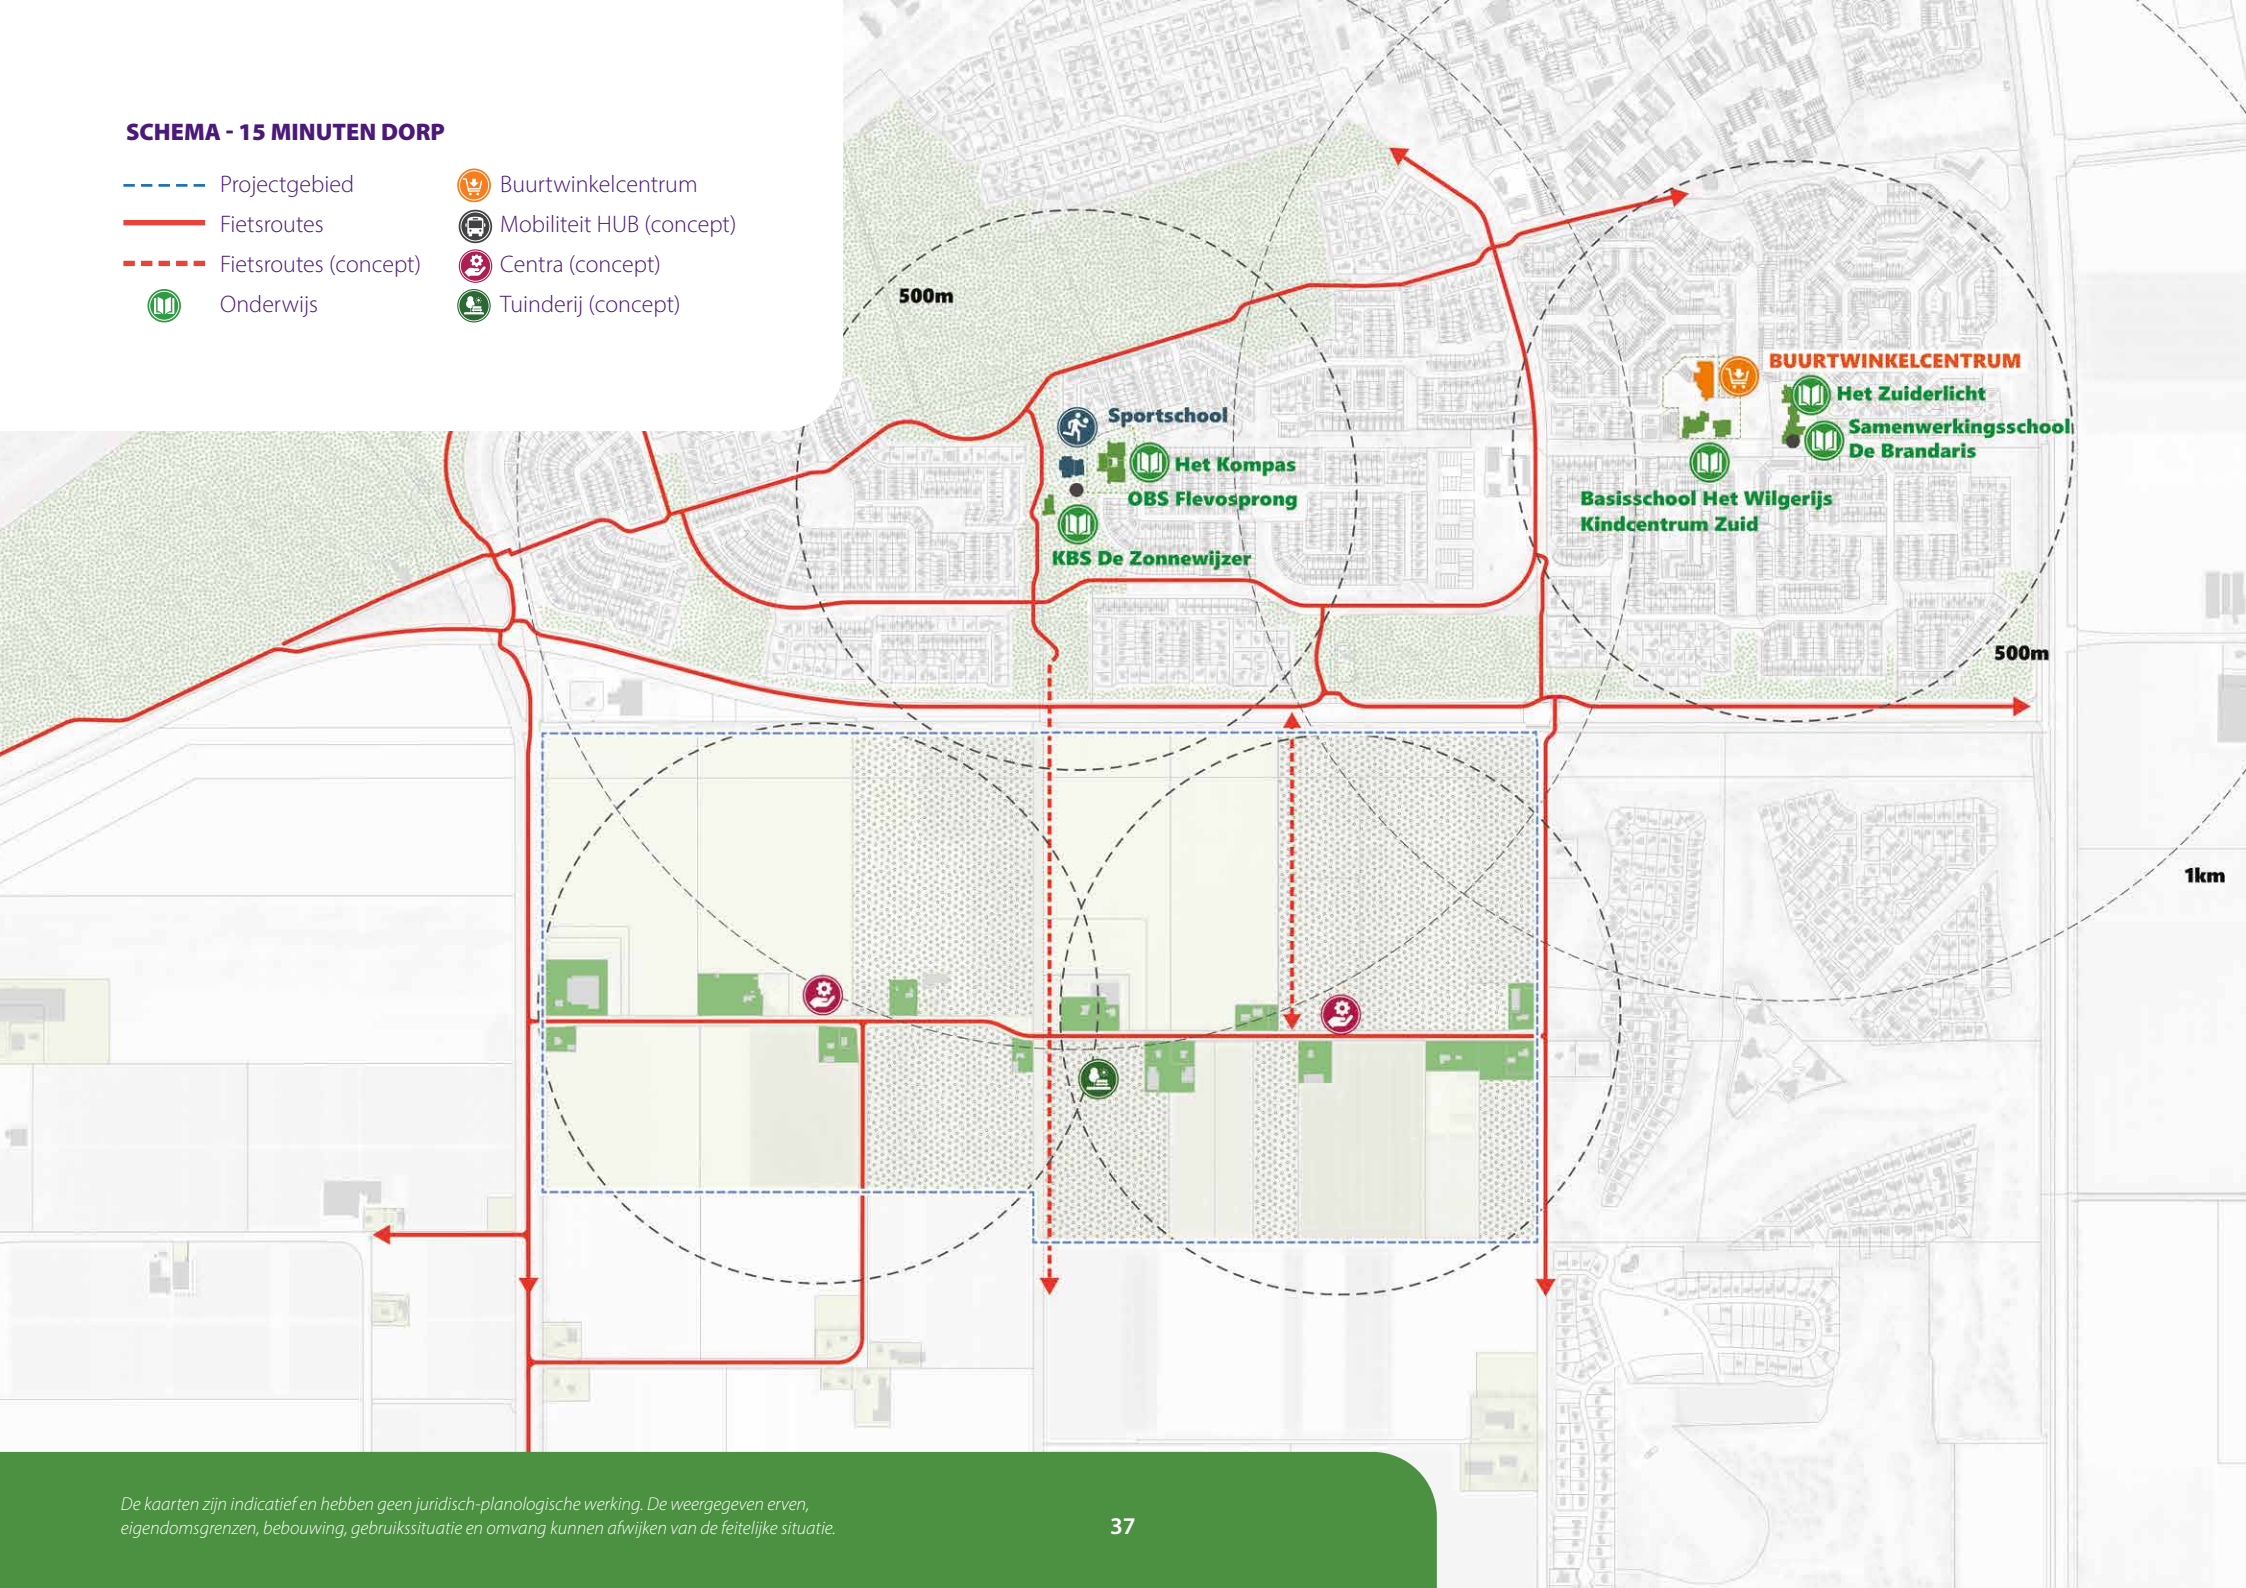 SCHEMA - 15 MINUTEN DORP
Projectgebied
Fietsroutes
Fietsroutes (concept)
Onderwijs
Buurtwinkelcentrum
Mobiliteit HUB (concept)
Centra (concept)
Tuinderij (concept)
500m
BUURTWINKELCENTRUM
Het Zuiderlicht
Samenwerkingsschool
De Brandaris
Sportschool
Het Kompas
OBS Flevosprong
KBS De Zonnewijzer
Basisschool Het Wilgerijs
Kindcentrum Zuid
500m
1km
De kaarten zijn indicatief en hebben geen juridisch-planologische werking. De weergegeven erven,
eigendomsgrenzen, bebouwing, gebruikssituatie en omvang kunnen afwijken van de feitelijke situatie.
37